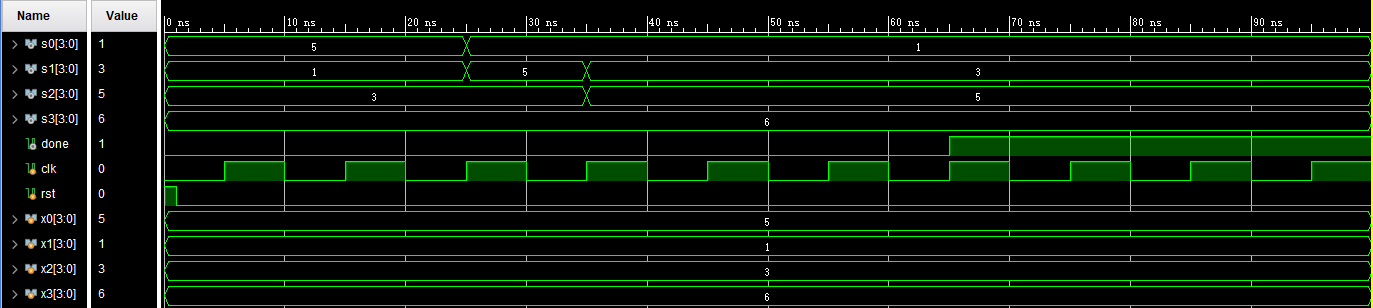 Name Value 0 ns 10 ns 20 ns 30 ns 40 ns 50 ns 60 ns 70 ns 80 ns 90 ns
s0[3:0] 1 5 1
s1[3:0] 3 1 5 3
s2[3:0] 5 3 5
s3[3:0] 6 6
done 1
clk 0
rst 0
x0[3:0] 5 5
x1[3:0] 1 1
x2[3:0] 3 3
x3[3:0] 6 6